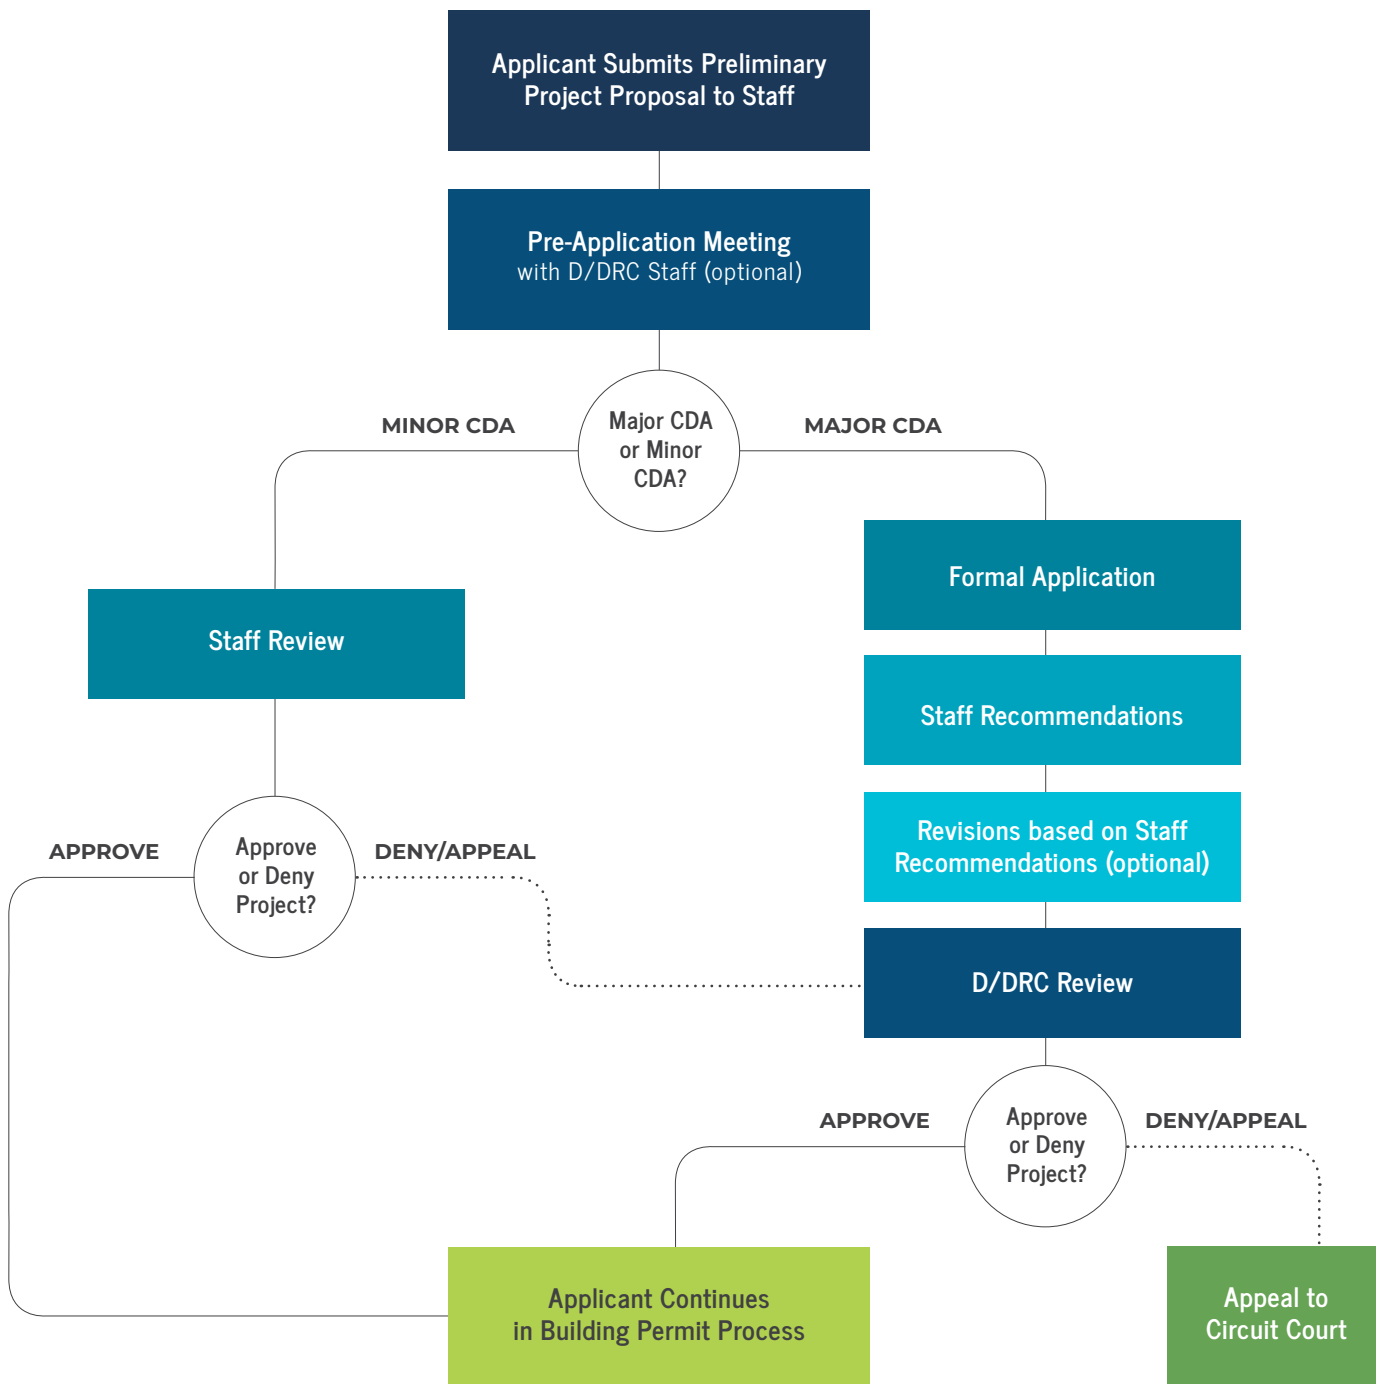 Applicant Submits Preliminary
Project Proposal to Staff
Pre-Application Meeting
with D/DRC Staff (optional)
MINOR CDA
Major CDA
or Minor
CDA?
MAJOR CDA
Formal Application
Staff Review
Staff Recommendations
Revisions based on Staff
Recommendations (optional)
APPROVE
Approve
or Deny
Project?
DENY/APPEAL
D/DRC Review
APPROVE
Approve
or Deny
Project?
DENY/APPEAL
Applicant Continues
in Building Permit Process
Appeal to
Circuit Court